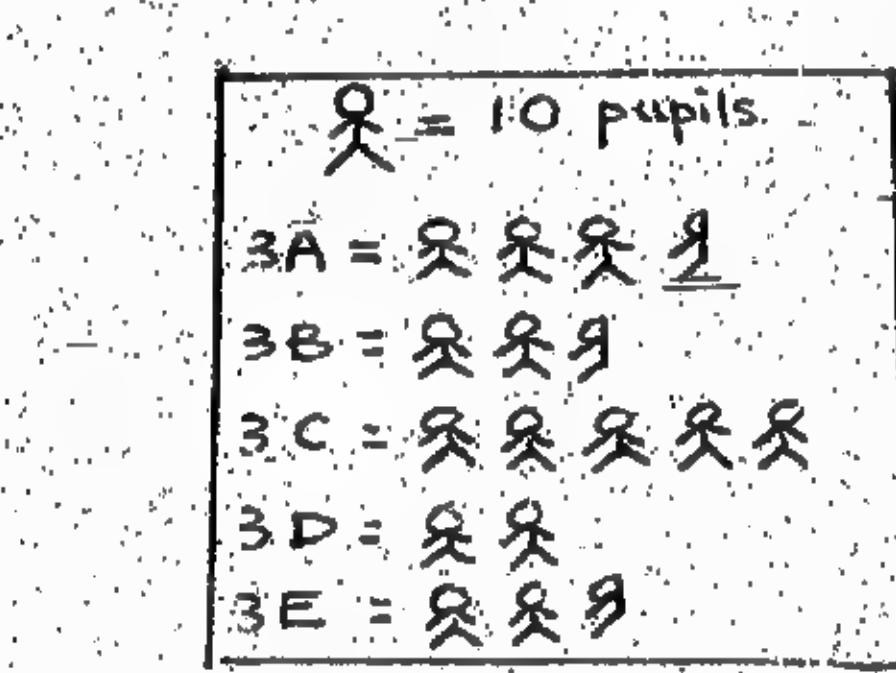 = 10 pupils
3A =
3B =
3C =
3D =
3E =